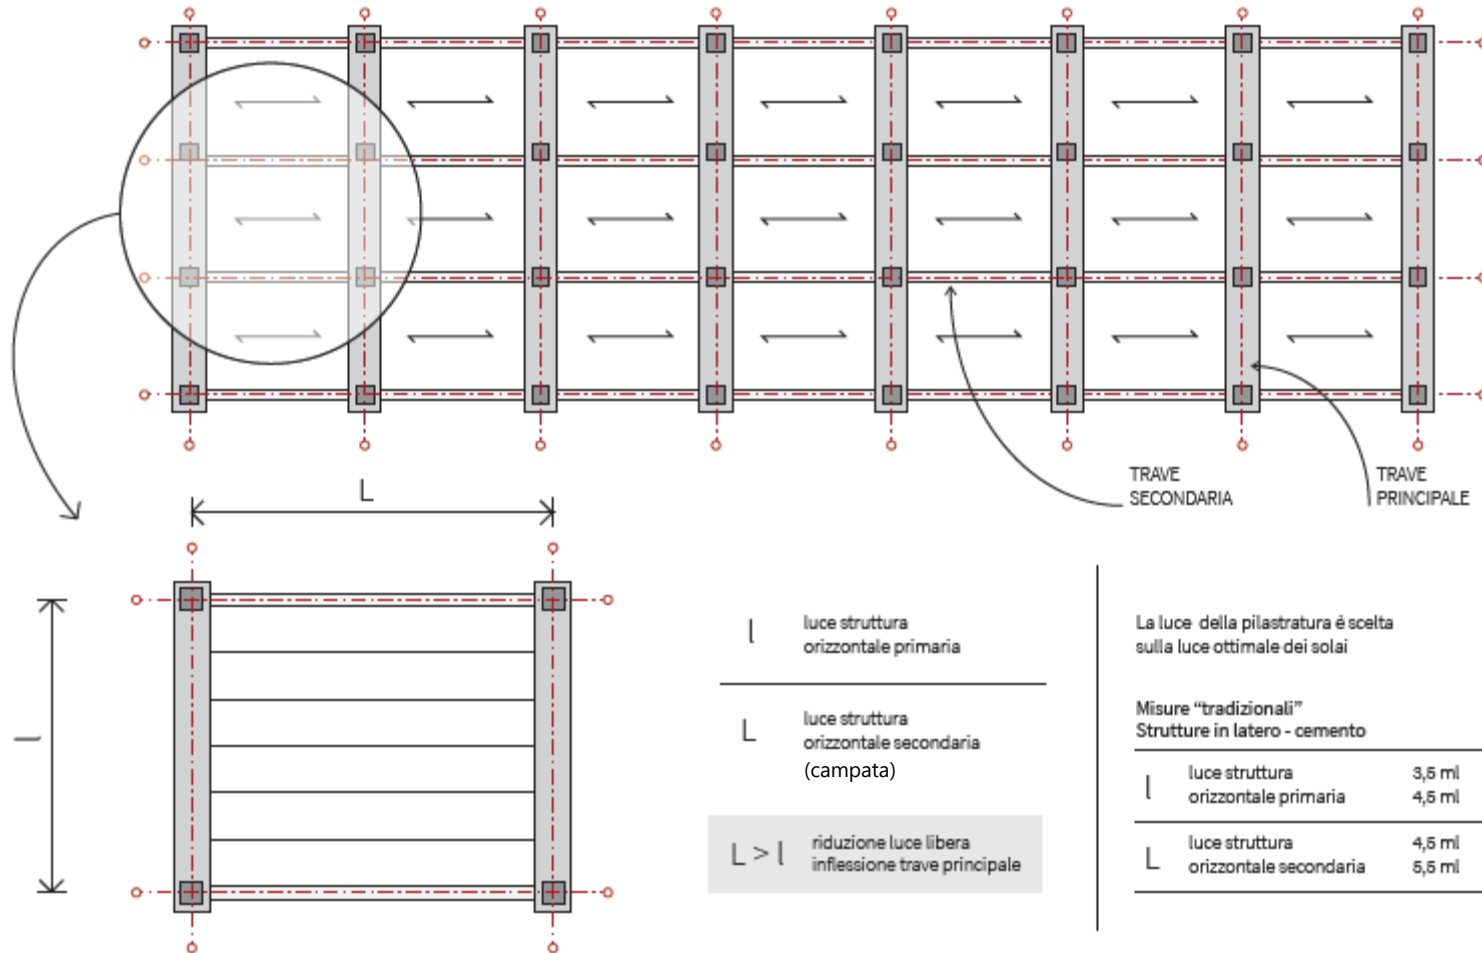 TRAVE
SECONDARIA
TRAVE
PRINCIPALE
L
l
l
luce struttura
orizzontale primaria
L
luce struttura
orizzontale secondaria
(campata)
L > l
riduzione luce libera
inflessione trave principale
La luce della pilastratura è scelta
sulla luce ottimale dei solai
Misure “tradizionali”
Strutture in latero - cemento
l
luce struttura 3,5 ml
orizzontale primaria 4,5 ml
L
luce struttura 4,5 ml
orizzontale secondaria 5,5 ml